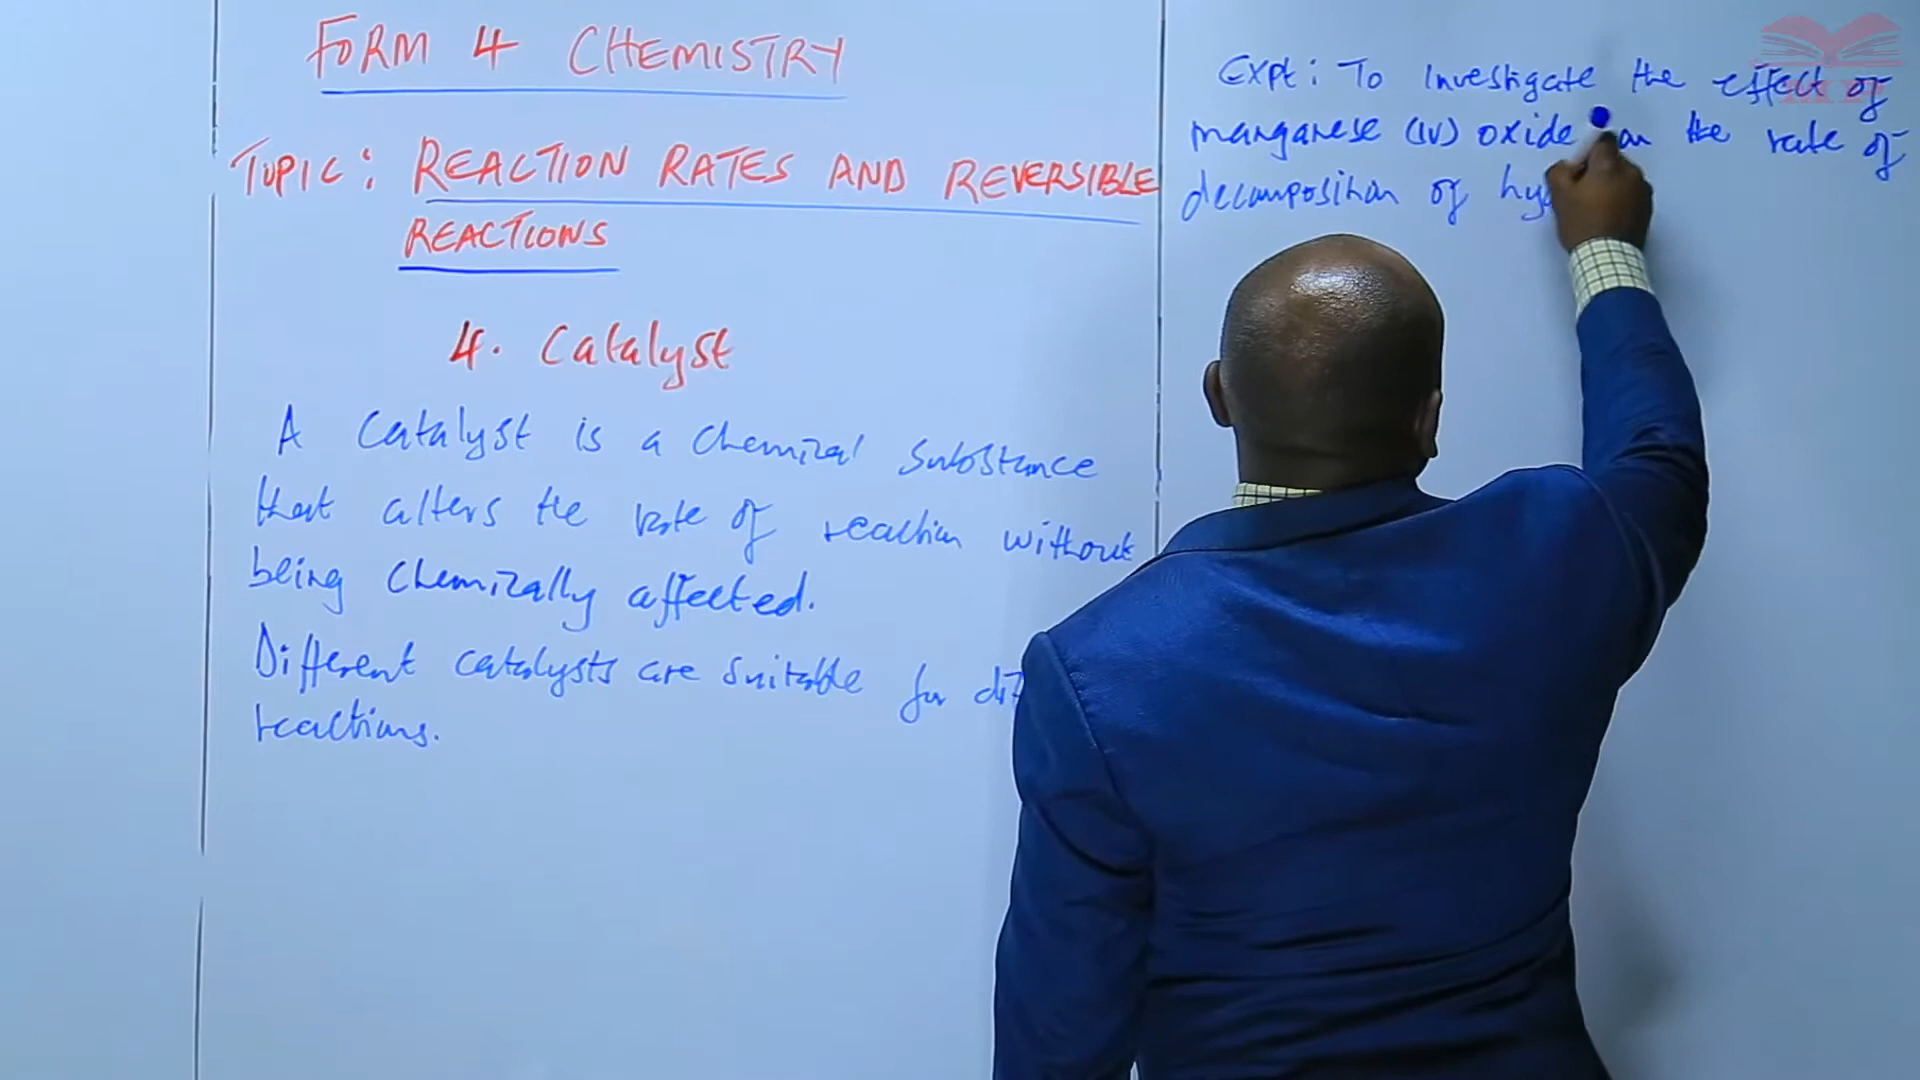 FORM 4 CHEMISTRY
TOPIC: REACTION RATES AND REVERSIBLE
REACTIONS
4. Catalyst
A Catalyst is a chemical substance
that alters the rate of reaction without
being chemically affected.
Different catalysts are suitable for
reactions.
Expt: To investigate the effect of
manganese (IV) oxide on the rate of
decomposition of